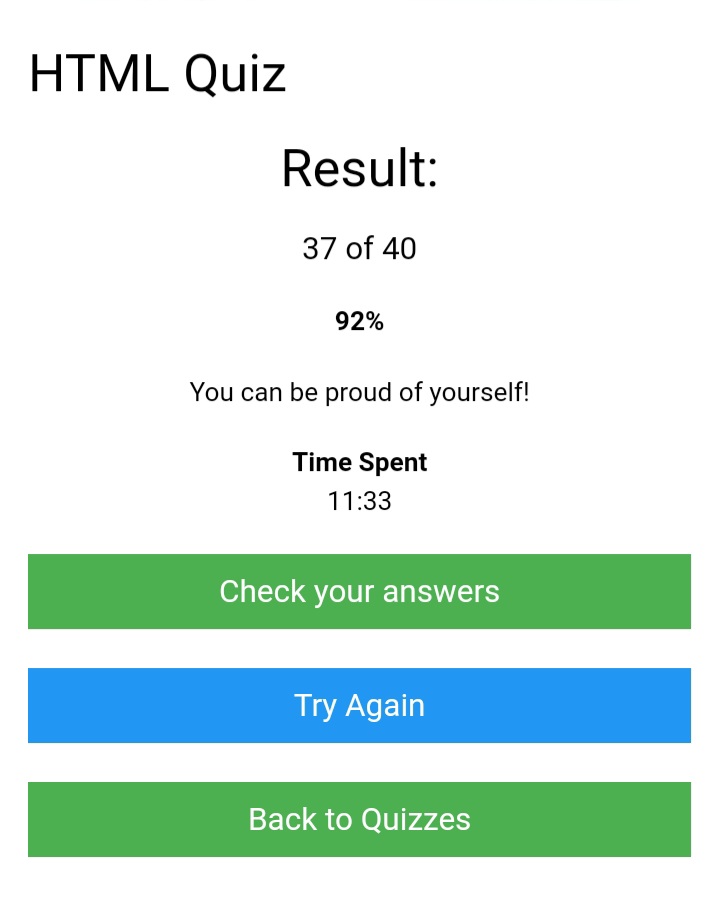 HTML Quiz
Result:
37 of 40
92%
You can be proud of yourself!
Time Spent
11:33
Check your answers
Try Again
Back to Quizzes